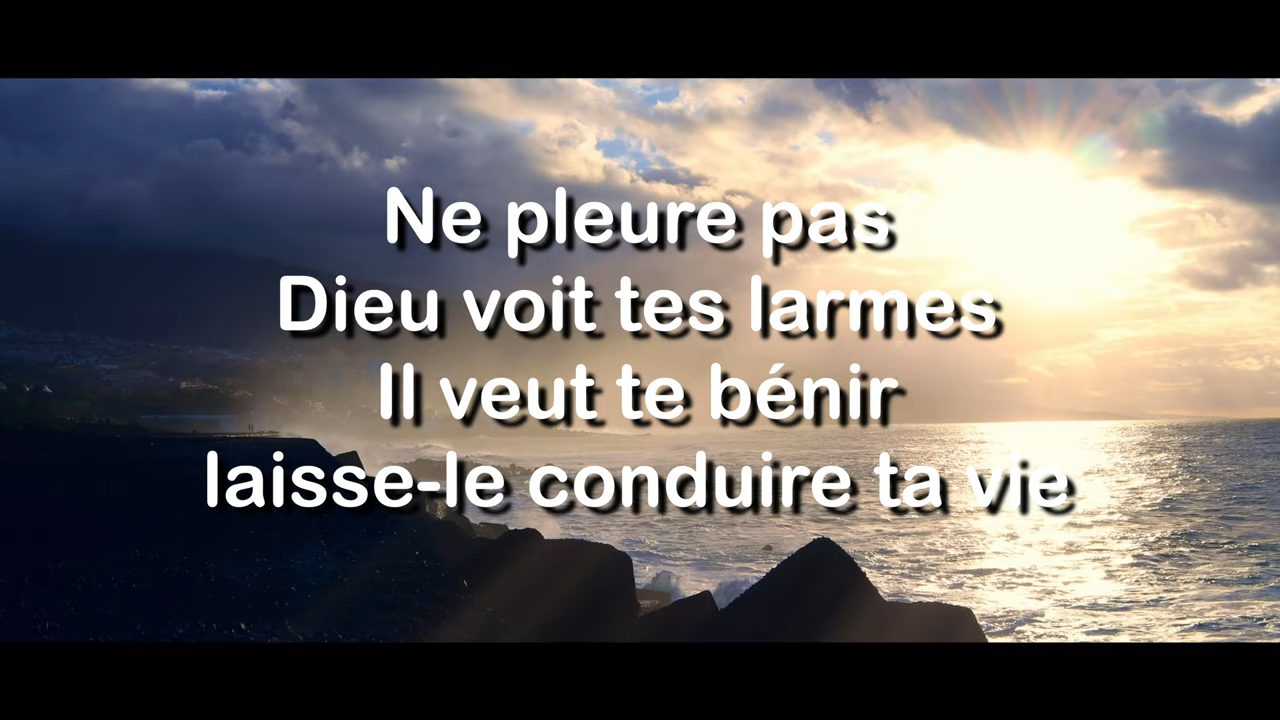 Ne pleure pas
Dieu voit tes larmes
Il veut te bénir
laisse-le conduire ta vie